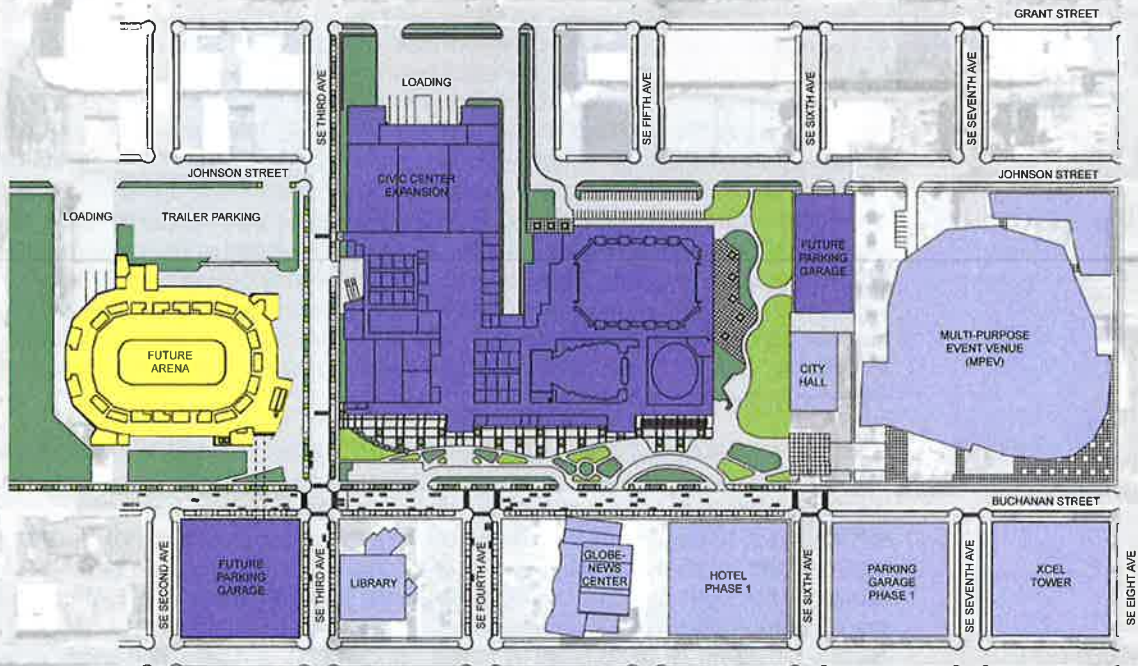 GRANT STREET
SE THIRD AVE
LOADING
SE FIFTH AVE
SE SIXTH AVE
SE SEVENTH AVE
JOHNSON STREET
JOHNSON STREET
CIVIC CENTER
EXPANSION
LOADING
TRAILER PARKING
FUTURE
PARKING
GARAGE
MULTI-PURPOSE
EVENT VENUE
(MPEV)
FUTURE
ARENA
CITY
HALL
BUCHANAN STREET
SE SECOND AVE
FUTURE
PARKING
GARAGE
SE THIRD AVE
LIBRARY
SE FOURTH AVE
GLOBE-
NEWS
CENTER
HOTEL
PHASE 1
SE SIXTH AVE
PARKING
GARAGE
PHASE 1
SE SEVENTH AVE
XCEL
TOWER
SE EIGHT AVE